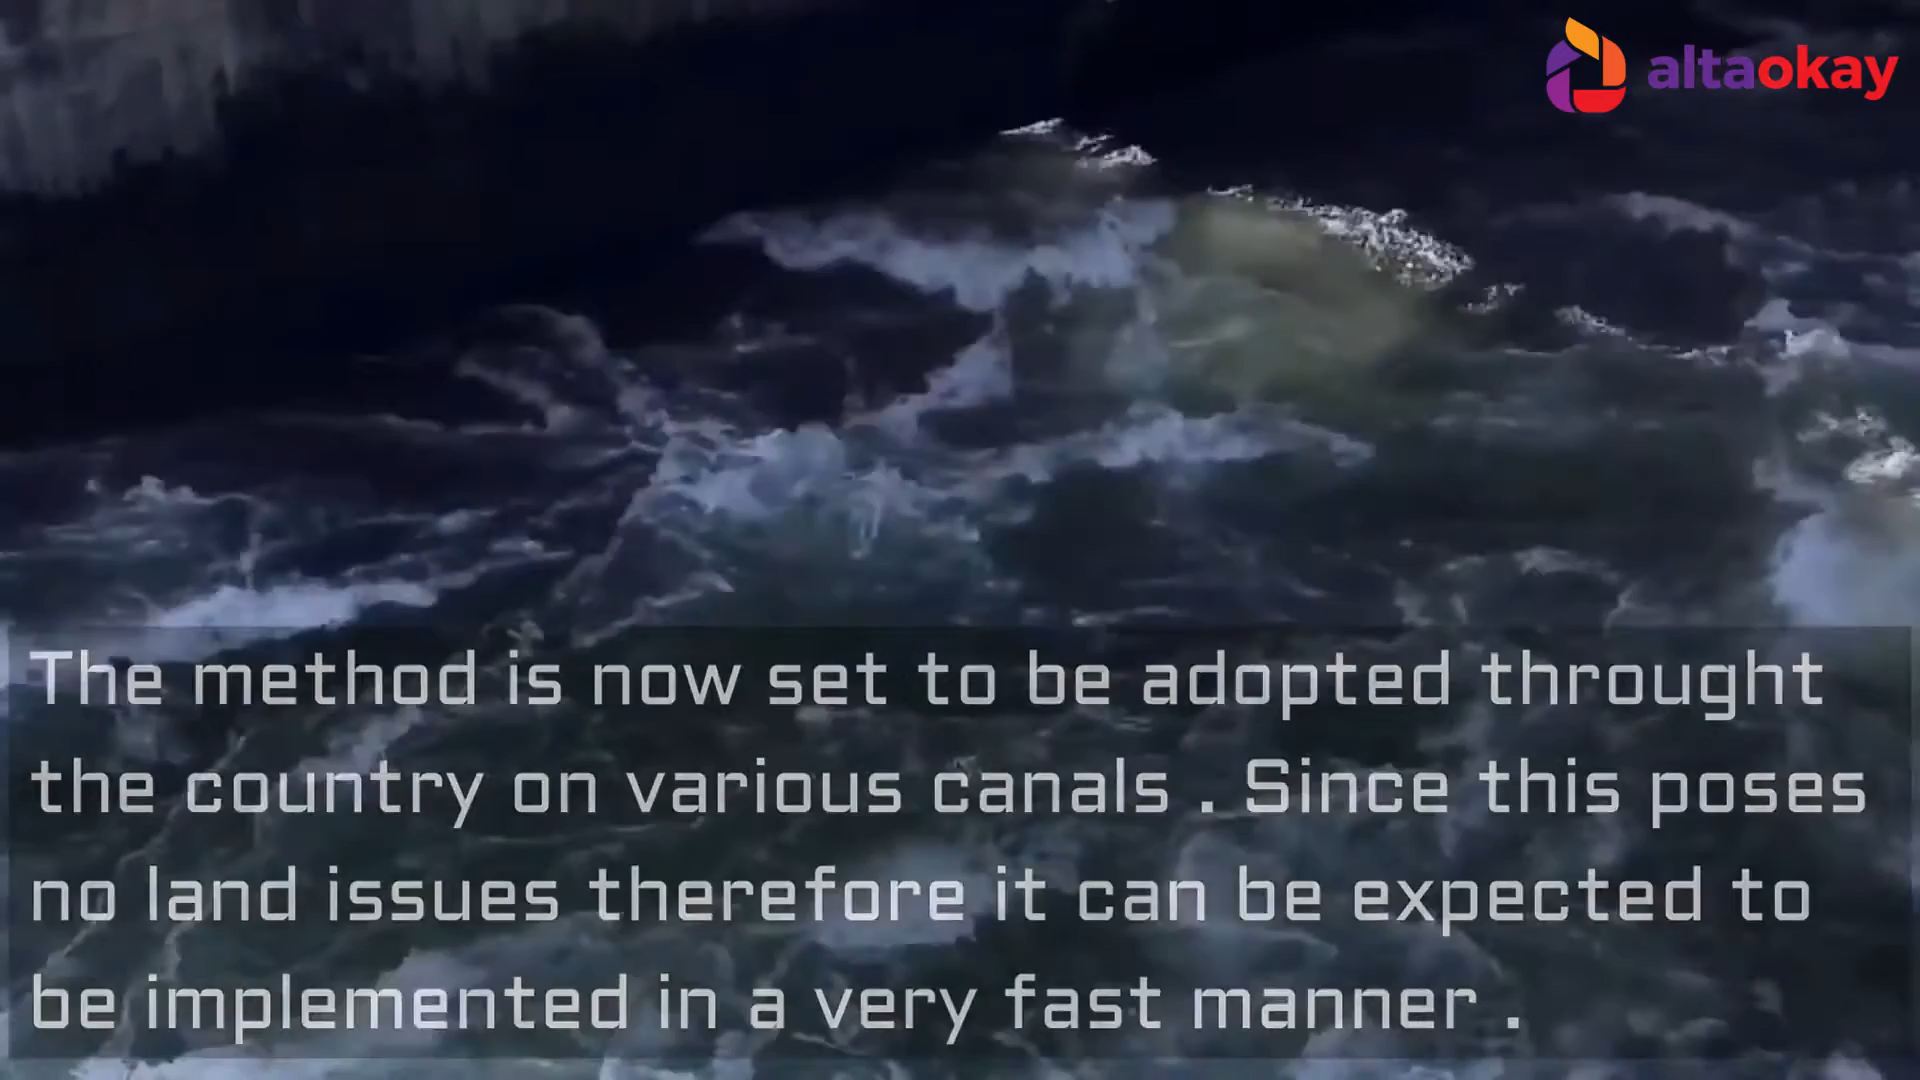 altaokay
The method is now set to be adopted throught
the country on various canals . Since this poses
no land issues therefore it can be expected to
be implemented in a very fast manner .